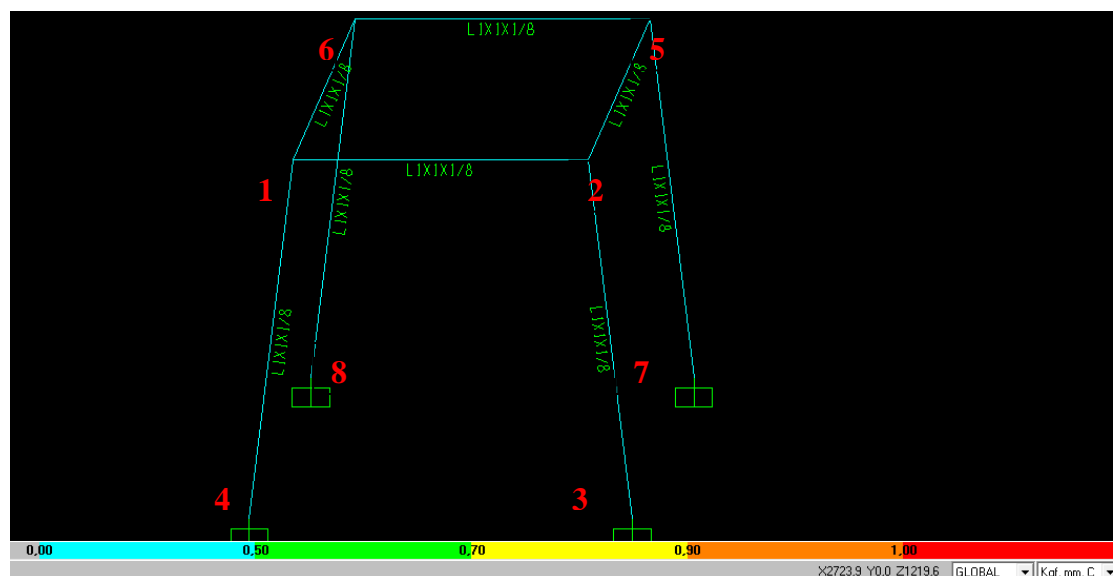 L1X1X1/8
6
5
L1X1X1/8
L1X1X1/8
L1X1X1/8
1
2
L1X1X1/8
L1X1X1/8
L1X1X1/8
L1X1X1/8
8
7
4
3
0,00 0,50 0,70 0,90 1,00
X2723.9 Y0.0 Z1219.6 GLOBAL Kgf, mm, C